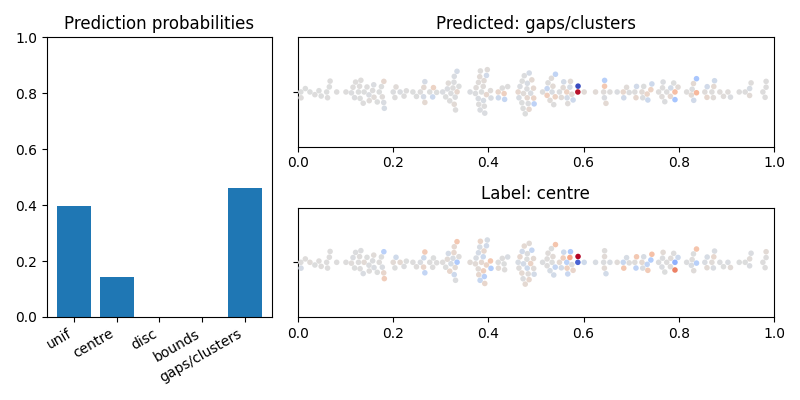 Prediction probabilities
1.0
0.8
0.6
0.4
0.2
0.0
unif
centre
disc
bounds
gaps/clusters
Predicted: gaps/clusters
0.0 0.2 0.4 0.6 0.8 1.0
Label: centre
0.0 0.2 0.4 0.6 0.8 1.0